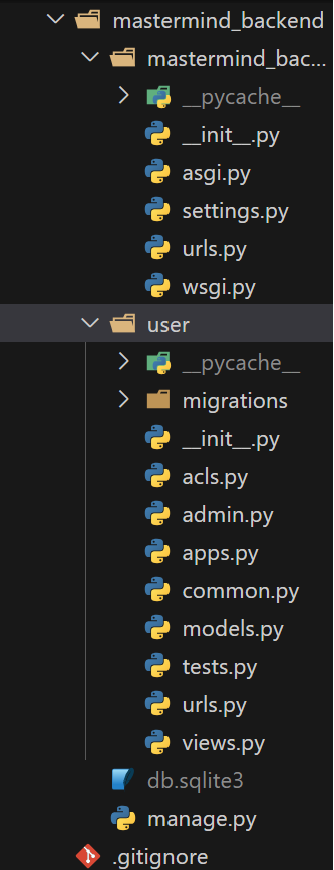 mastermind_backend
mastermind_bac...
__pycache__
__init__.py
asgi.py
settings.py
urls.py
wsgi.py
user
__pycache__
migrations
__init__.py
acls.py
admin.py
apps.py
common.py
models.py
tests.py
urls.py
views.py
db.sqlite3
manage.py
.gitignore